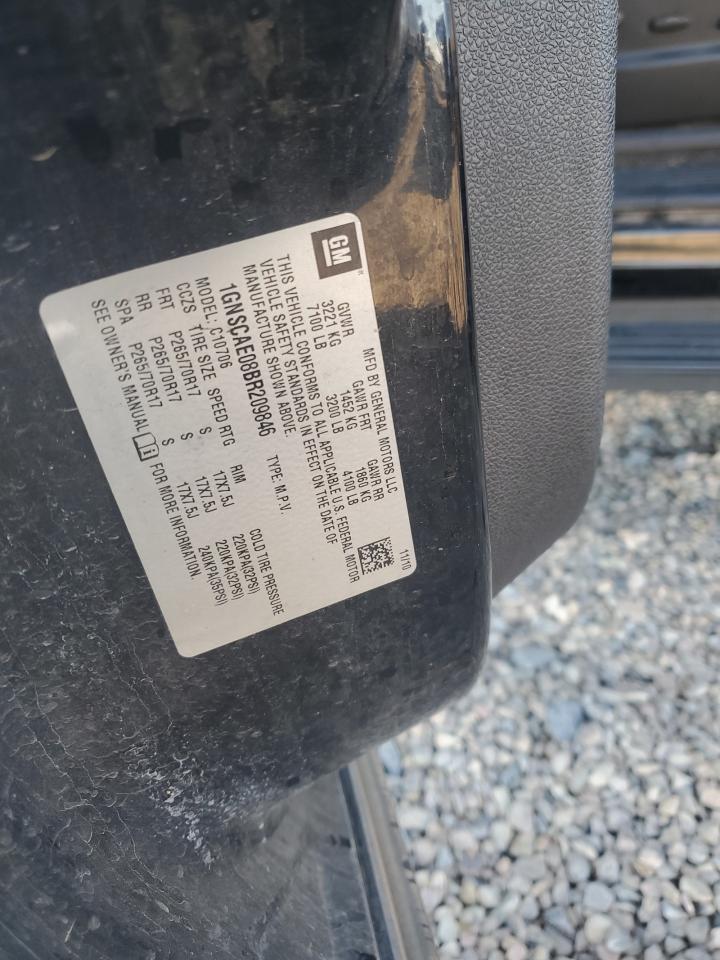 GM
MFD BY GENERAL MOTORS LLC 11/10
GVWR GAWR FRT GAWR RR
3221 KG 1452 KG 1860 KG
7100 LB 3200 LB 4100 LB
THIS VEHICLE CONFORMS TO ALL APPLICABLE U.S. FEDERAL MOTOR
VEHICLE SAFETY STANDARDS IN EFFECT ON THE DATE OF
MANUFACTURE SHOWN ABOVE.
1GNSCAE08BR209846 TYPE: M.P.V.
MODEL: C10706
CCZS TIRE SIZE SPEED RTG RIM COLD TIRE PRESSURE
FRT P265/70R17 S 17X7.5J 220KPA(32PSI)
RR P265/70R17 S 17X7.5J 220KPA(32PSI)
SPA P265/70R17 S 17X7.5J 240KPA(35PSI)
SEE OWNER'S MANUAL i FOR MORE INFORMATION.